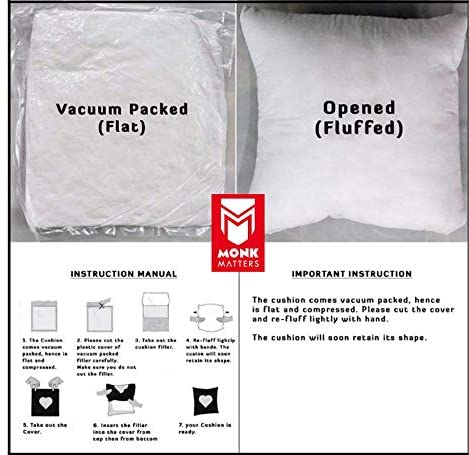 Vacuum Packed
(Flat)
Opened
(Fluffed)
MONK
MATTERS
INSTRUCTION MANUAL
1. The Cushion
comes vacuum
packed, hence is
flat and
compressed.
2. Please cut the
plastic cover of
vacuum packed
filler carefully.
Make sure you do not
cut the filler.
3. Take out the
cushion filler.
4. Re-fluff lightly
with hands. The
cusion will soon
retain its shape.
5. Take out the
Cover.
6. Insers the fillar
into the cover from
top then from bottom
7. your Cushion is
ready.
IMPORTANT INSTRUCTION
The cushion comes vacuum packed, hence
is flat and compressed. Please cut the cover
and re-fluff lightly with hand.
The cushion will soon retain its shape.